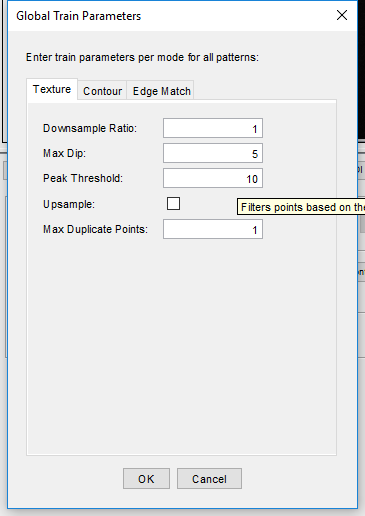 Global Train Parameters
Enter train parameters per mode for all patterns:
Texture Contour Edge Match
Downsample Ratio: 1
Max Dip: 5
Peak Threshold: 10
Upsample:
Filters points based on the
Max Duplicate Points: 1
OK Cancel